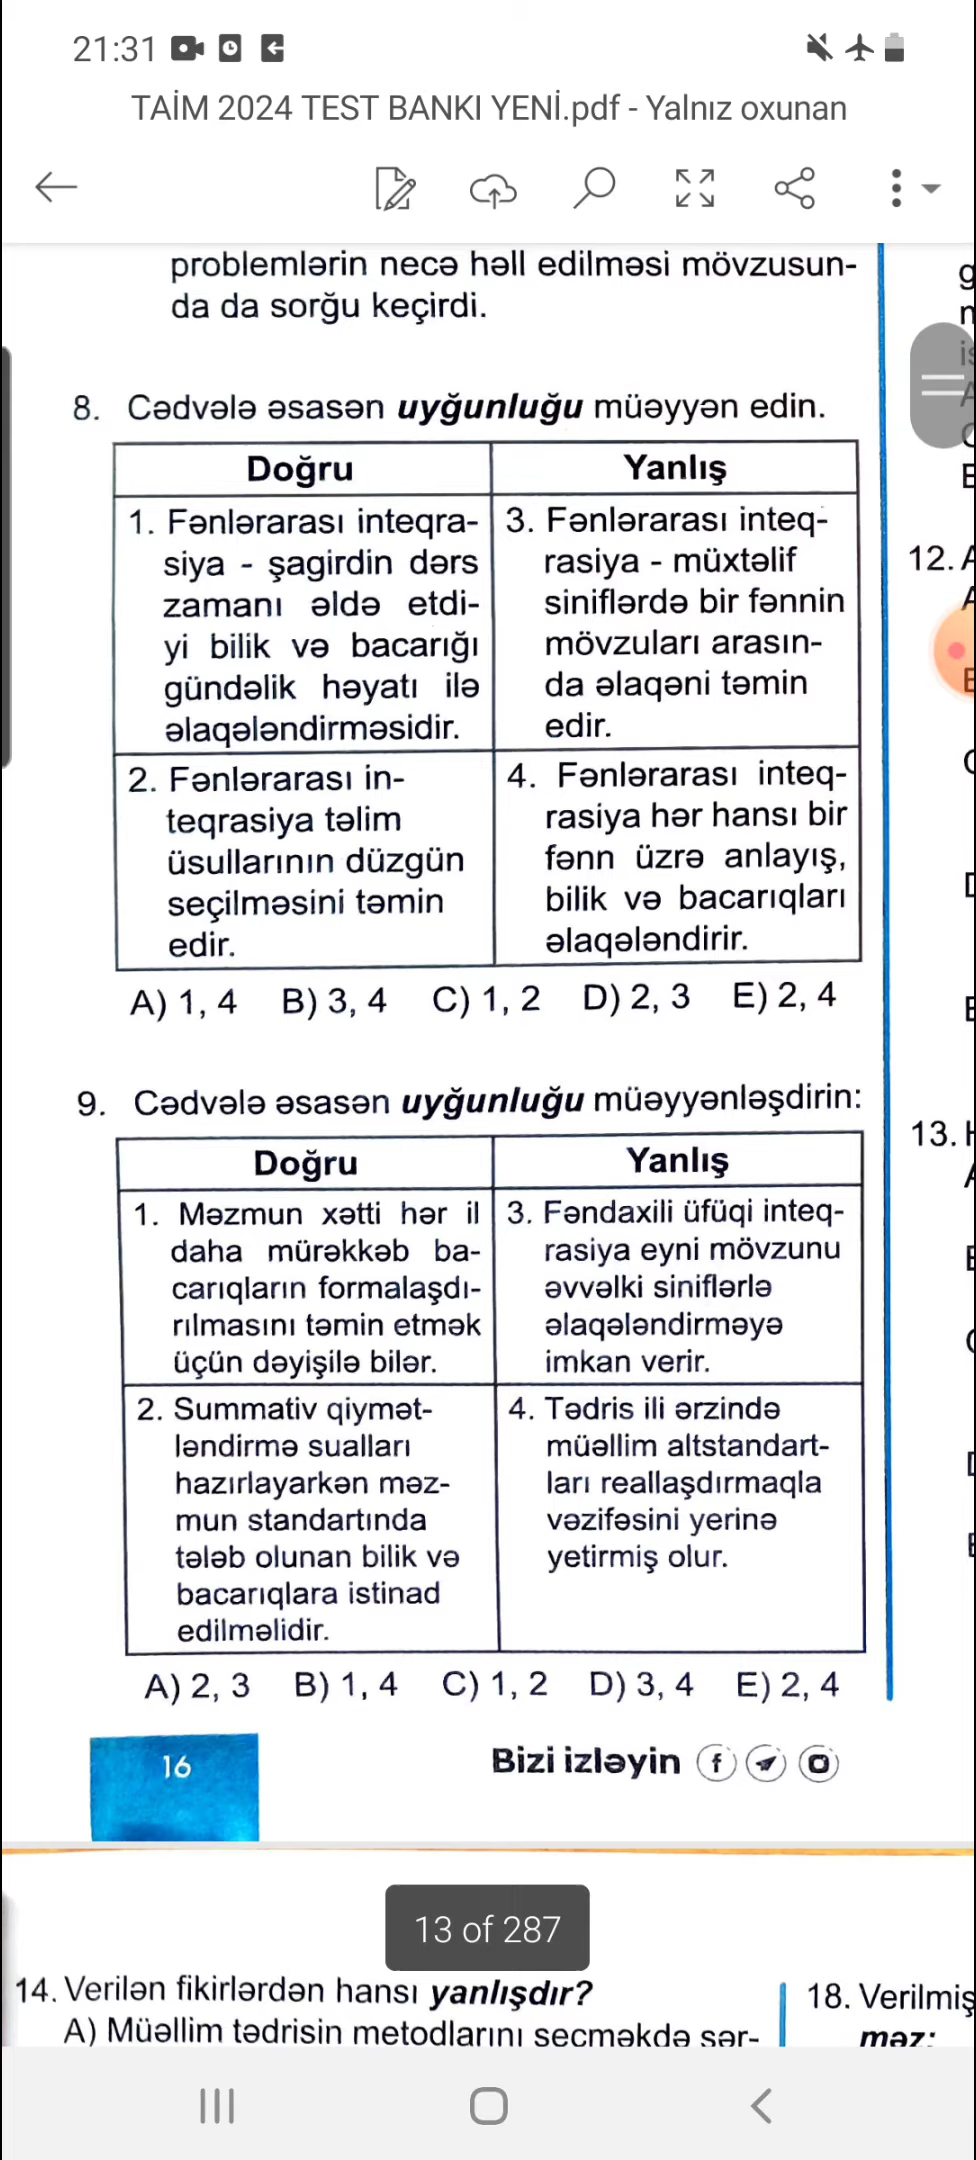 21:31
TAİM 2024 TEST BANKI YENİ.pdf - Yalnız oxunan
problemlərin necə həll edilməsi mövzusun-
da da sorğu keçirdi.
8. Cədvələ əsasən uyğunluğu müəyyən edin.
Doğru
Yanlış
1. Fənlərarası inteqra-
siya - şagirdin dərs
zamanı əldə etdi-
yi bilik və bacarığı
gündəlik həyatı ilə
əlaqələndirməsidir.
3. Fənlərarası inteq-
rasiya - müxtəlif
siniflərdə bir fənnin
mövzuları arasın-
da əlaqəni təmin
edir.
2. Fənlərarası in-
teqrasiya təlim
üsullarının düzgün
seçilməsini təmin
edir.
4. Fənlərarası inteq-
rasiya hər hansı bir
fənn üzrə anlayış,
bilik və bacarıqları
əlaqələndirir.
A) 1, 4 B) 3, 4 C) 1, 2 D) 2, 3 E) 2, 4
9. Cədvələ əsasən uyğunluğu müəyyənləşdirin:
Doğru
Yanlış
1. Məzmun xətti hər il
daha mürəkkəb ba-
carıqların formalaşdı-
rılmasını təmin etmək
üçün dəyişilə bilər.
3. Fəndaxili üfüqi inteq-
rasiya eyni mövzunu
əvvəlki siniflərlə
əlaqələndirməyə
imkan verir.
2. Summativ qiymət-
ləndirmə sualları
hazırlayarkən məz-
mun standartında
tələb olunan bilik və
bacarıqlara istinad
edilməlidir.
4. Tədris ili ərzində
müəllim altstandart-
ları reallaşdırmaqla
vəzifəsini yerinə
yetirmiş olur.
A) 2, 3 B) 1, 4 C) 1, 2 D) 3, 4 E) 2, 4
16
Bizi izləyin
12.
13.
13 of 287
14. Verilən fikirlərdən hansı yanlışdır?
A) Müəllim tədrisin metodlarını seçməkdə sər-
18. Verilmiş
məz: